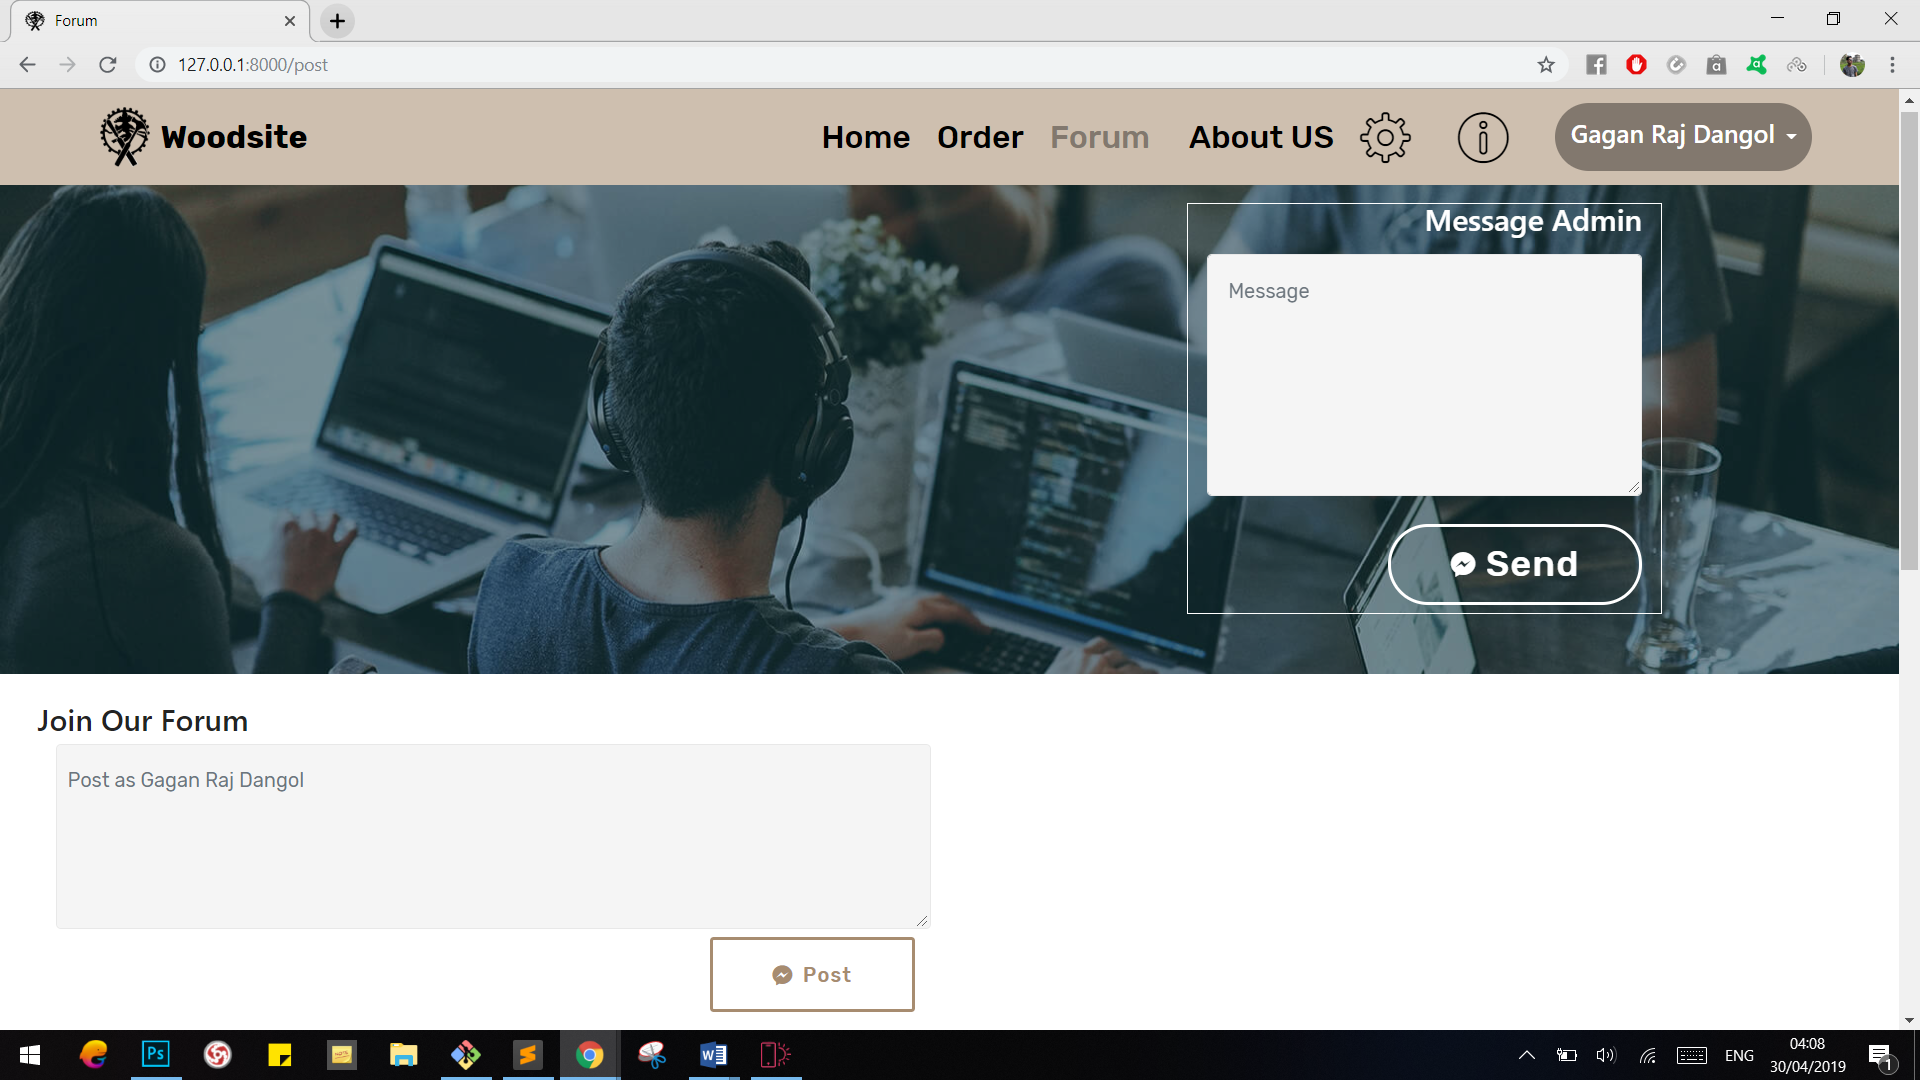 Forum
127.0.0.1:8000/post
Woodsite
Home Order Forum About US
Gagan Raj Dangol
Message Admin
Message
Send
Join Our Forum
Post as Gagan Raj Dangol
Post
Ps
ENG
04:08
30/04/2019
1